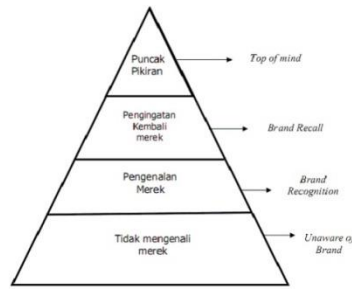 Puncak
Pikiran
Top of mind
Pengingatan
Kembali
merek
Brand Recall
Pengenalan
Merek
Brand
Recognition
Tidak mengenali
merek
Unaware of
Brand